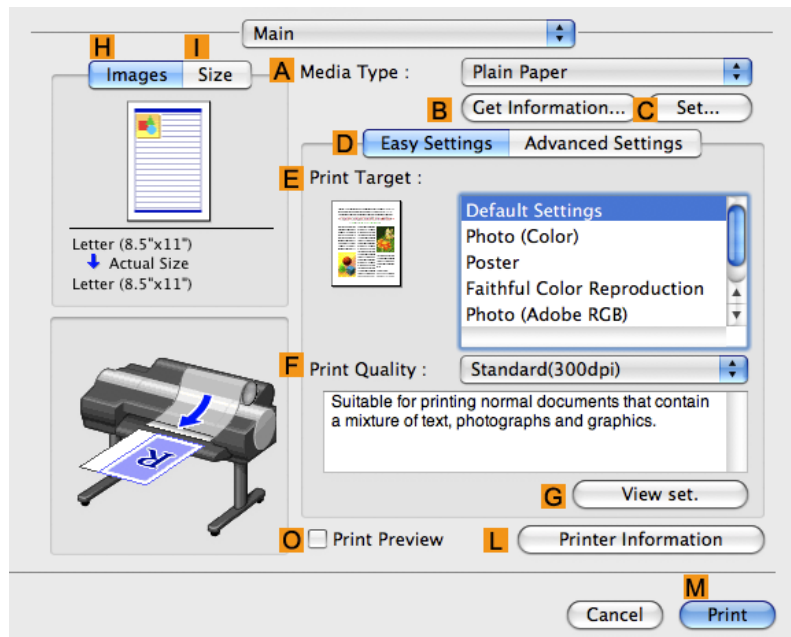 Main
H I
Images Size
A Media Type : Plain Paper
B Get Information... C Set...
D Easy Settings Advanced Settings
E Print Target :
Default Settings
Photo (Color)
Poster
Faithful Color Reproduction
Photo (Adobe RGB)
Letter (8.5"x11")
Actual Size
Letter (8.5"x11")
F Print Quality : Standard(300dpi)
Suitable for printing normal documents that contain
a mixture of text, photographs and graphics.
R
G View set.
O Print Preview L Printer Information
M
Cancel Print